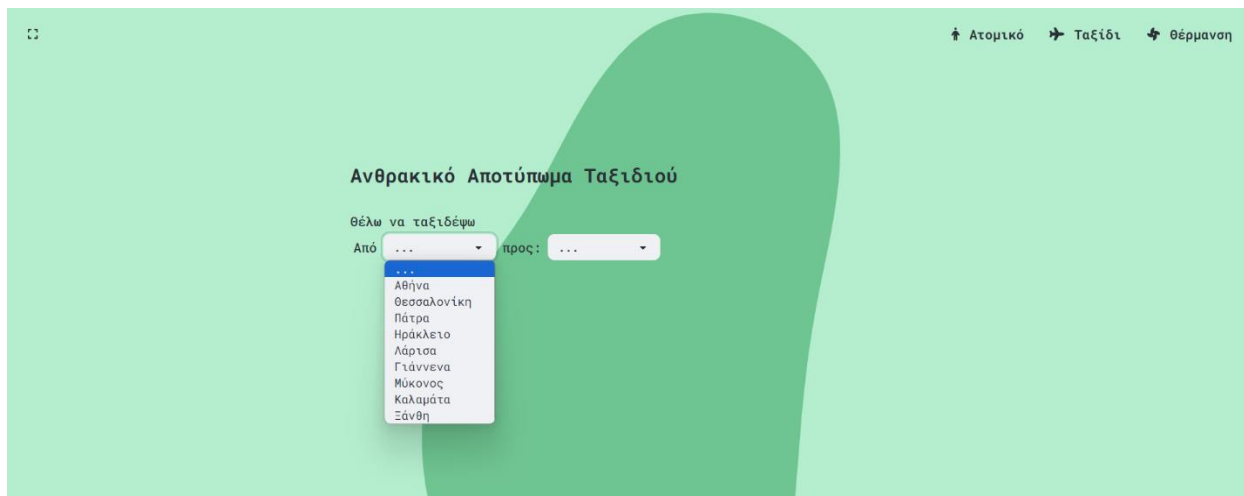 Ατομικό Ταξίδι Θέρμανση
Ανθρακικό Αποτύπωμα Ταξιδιού
Θέλω να ταξιδέψω
Από ... προς: ...
...
Αθήνα
Θεσσαλονίκη
Πάτρα
Ηράκλειο
Λάρισα
Γιάννενα
Μύκονος
Καλαμάτα
Ξάνθη